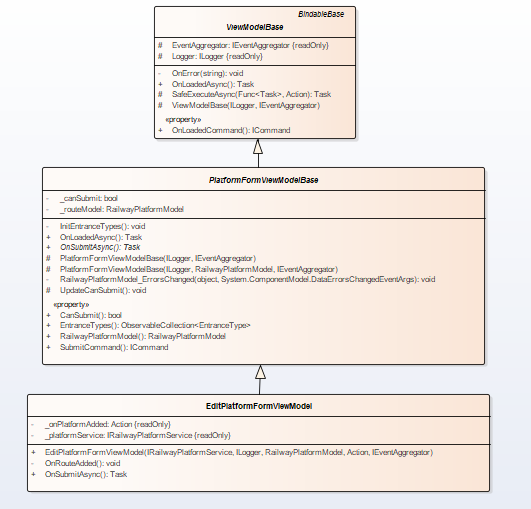 BindableBase
ViewModelBase
# EventAggregator: IEventAggregator {readOnly}
# Logger: ILogger {readOnly}
- OnError(string): void
+ OnLoadedAsync(): Task
# SafeExecuteAsync(Func<Task>, Action): Task
# ViewModelBase(ILogger, IEventAggregator)
«property»
+ OnLoadedCommand(): ICommand
PlatformFormViewModelBase
- _canSubmit: bool
- _routeModel: RailwayPlatformModel
- InitEntranceTypes(): void
+ OnLoadedAsync(): Task
+ OnSubmitAsync(): Task
# PlatformFormViewModelBase(ILogger, IEventAggregator)
# PlatformFormViewModelBase(ILogger, RailwayPlatformModel, IEventAggregator)
- RailwayPlatformModel_ErrorsChanged(object, System.ComponentModel.DataErrorsChangedEventArgs): void
# UpdateCanSubmit(): void
«property»
+ CanSubmit(): bool
+ EntranceTypes(): ObservableCollection<EntranceType>
+ RailwayPlatformModel(): RailwayPlatformModel
+ SubmitCommand(): ICommand
EditPlatformFormViewModel
- _onPlatformAdded: Action {readOnly}
- _platformService: IRailwayPlatformService {readOnly}
+ EditPlatformFormViewModel(IRailwayPlatformService, ILogger, RailwayPlatformModel, Action, IEventAggregator)
- OnRouteAdded(): void
+ OnSubmitAsync(): Task